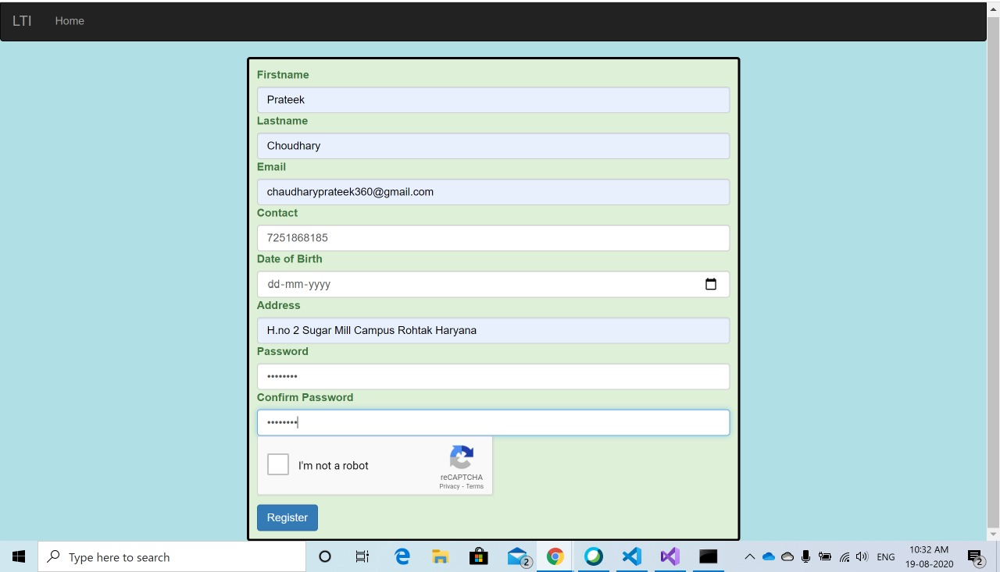 LTI Home
Firstname
Prateek
Lastname
Choudhary
Email
chaudharyprateek360@gmail.com
Contact
7251868185
Date of Birth
dd-mm-yyyy
Address
H.no 2 Sugar Mill Campus Rohtak Haryana
Password
••••••••
Confirm Password
••••••••
I'm not a robot
reCAPTCHA
Privacy - Terms
Register
Type here to search
2
ENG
10:32 AM
19-08-2020
2